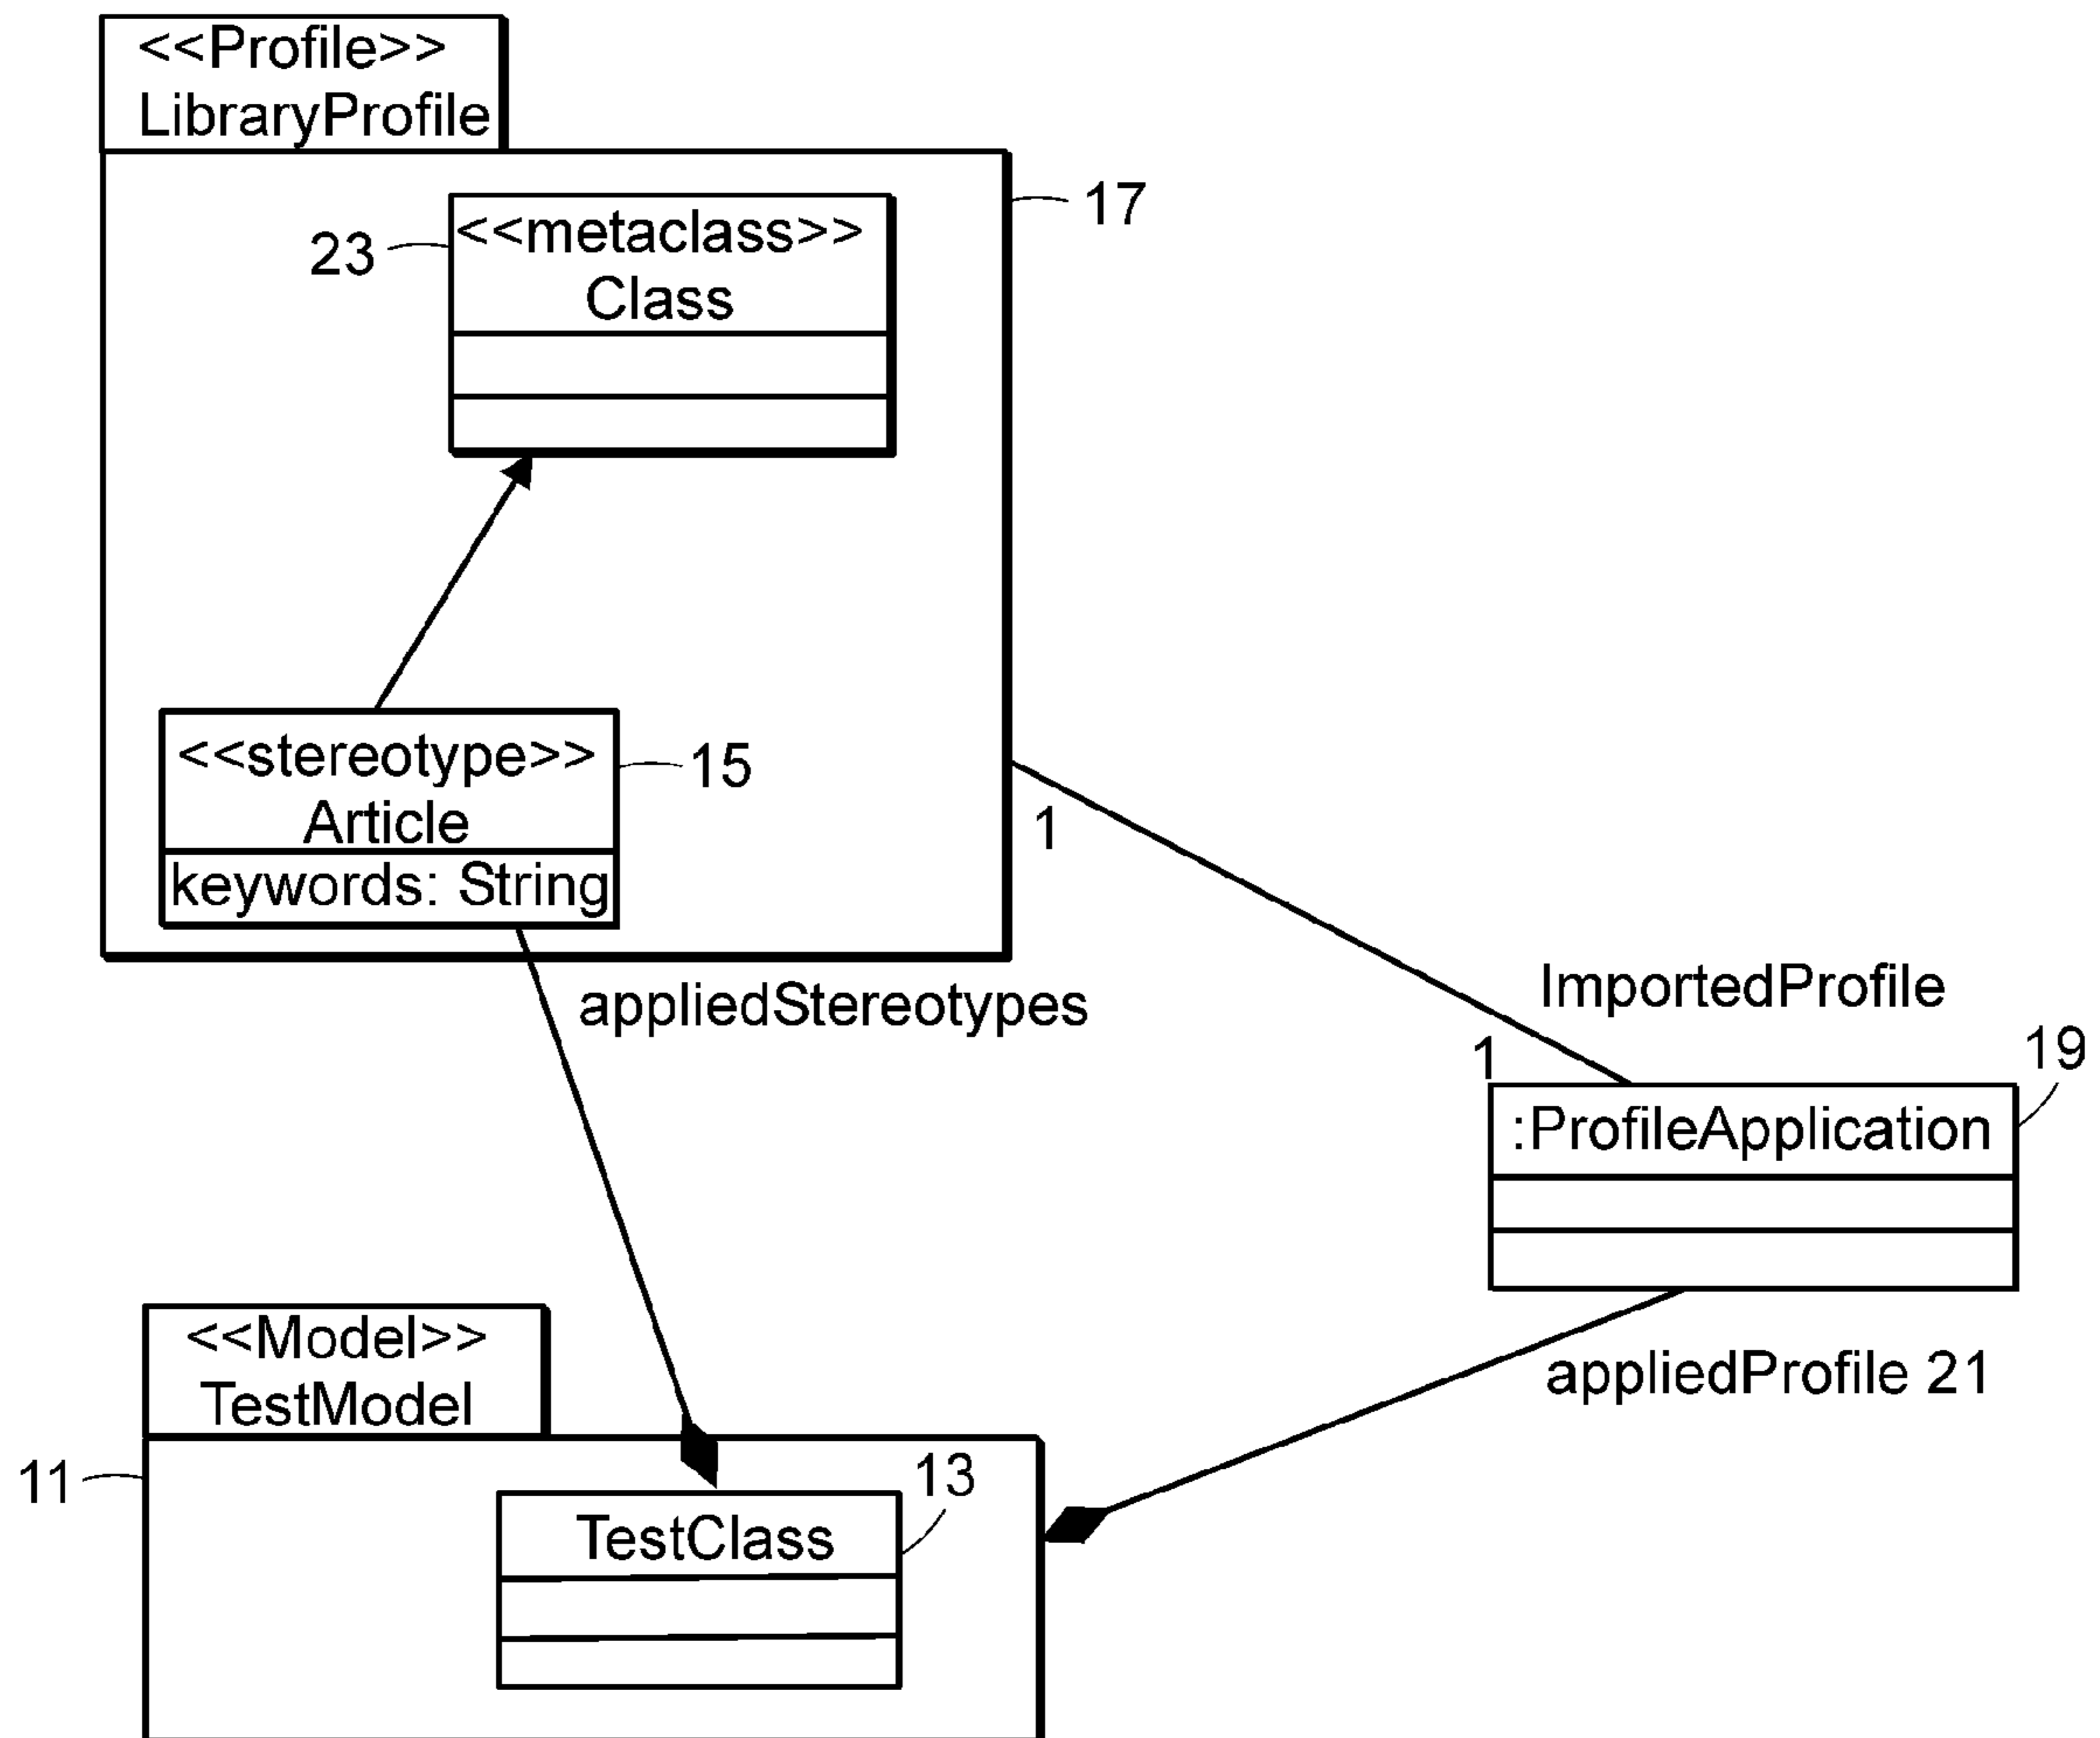 <<Profile>>
LibraryProfile
17
23
<<metaclass>>
Class
<<stereotype>>
Article
15
keywords: String
1
appliedStereotypes
ImportedProfile
1
19
:ProfileApplication
<<Model>>
TestModel
appliedProfile 21
11
13
TestClass